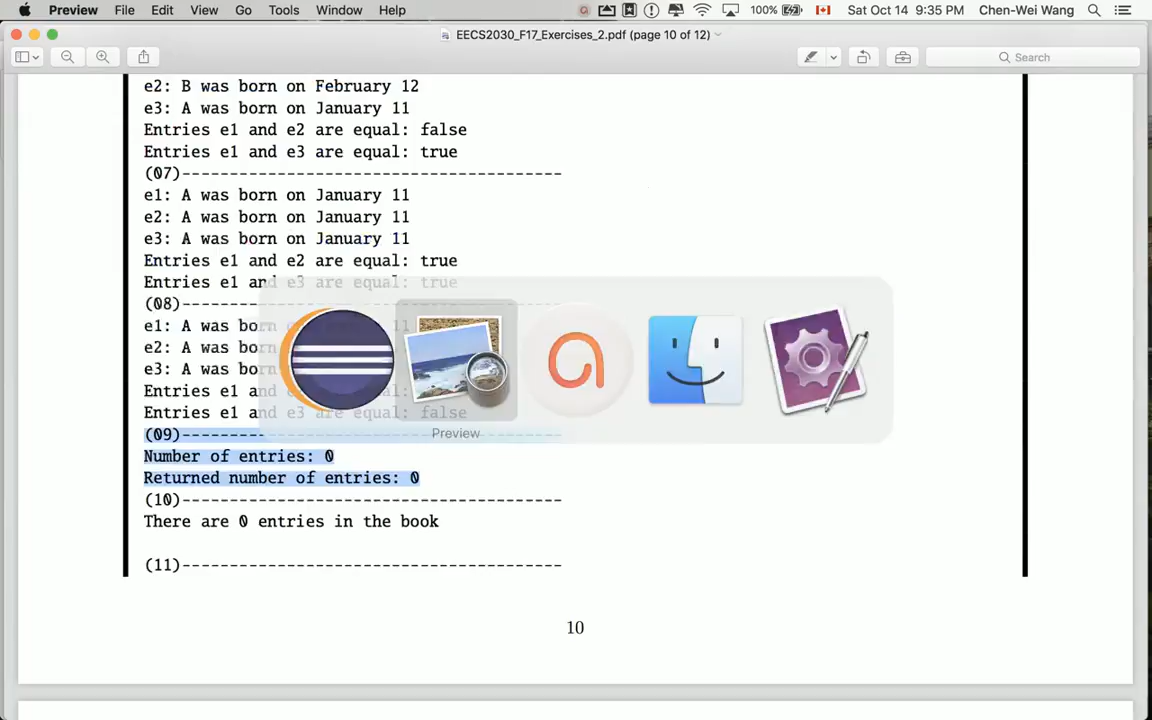 Preview File Edit View Go Tools Window Help 100% Sat Oct 14 9:35 PM Chen-Wei Wang
EECS2030_F17_Exercises_2.pdf (page 10 of 12)
Search
e2: B was born on February 12
e3: A was born on January 11
Entries e1 and e2 are equal: false
Entries e1 and e3 are equal: true
(07)----------------------------------------
e1: A was born on January 11
e2: A was born on January 11
e3: A was born on January 11
Entries e1 and e2 are equal: true
Entries e1 and e3 are equal: true
(08)----------------------------------------
e1: A was born 11
e2: A was born
e3: A was born
Entries e1
Entries e1 and e3 are equal: false
Preview
(09)----------------------------------------
Number of entries: 0
Returned number of entries: 0
(10)----------------------------------------
There are 0 entries in the book
(11)----------------------------------------
10